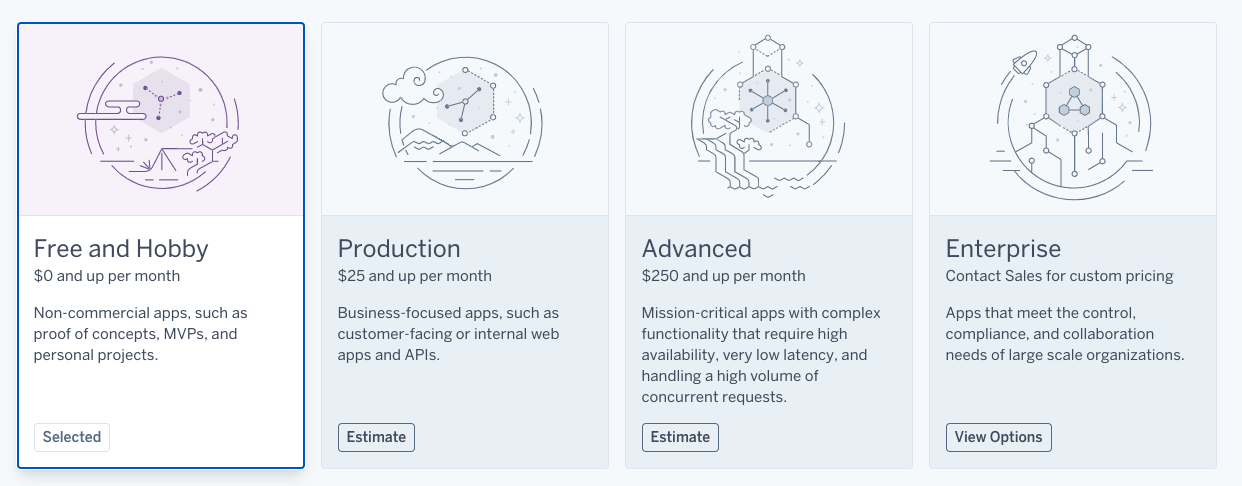 Free and Hobby
$0 and up per month
Non-commercial apps, such as
proof of concepts, MVPs, and
personal projects.
Selected
Production
$25 and up per month
Business-focused apps, such as
customer-facing or internal web
apps and APIs.
Estimate
Advanced
$250 and up per month
Mission-critical apps with complex
functionality that require high
availability, very low latency, and
handling a high volume of
concurrent requests.
Estimate
Enterprise
Contact Sales for custom pricing
Apps that meet the control,
compliance, and collaboration
needs of large scale organizations.
View Options